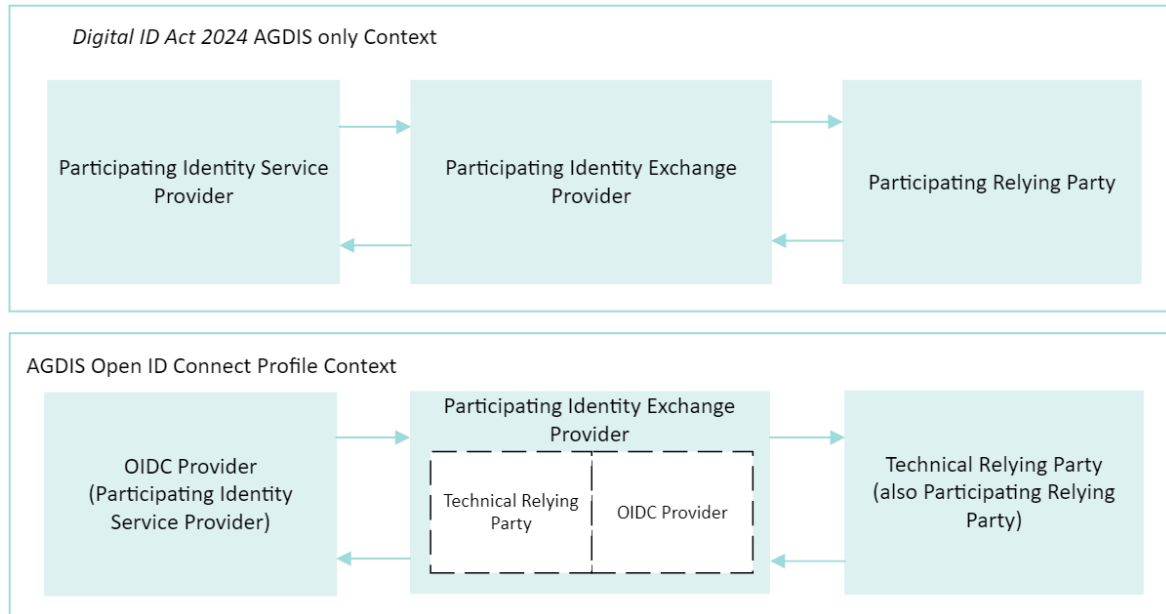 Digital ID Act 2024 AGDIS only Context
Participating Identity Service
Provider
Participating Identity Exchange
Provider
Participating Relying Party
AGDIS Open ID Connect Profile Context
OIDC Provider
(Participating Identity
Service Provider)
Participating Identity Exchange
Provider
Technical Relying
Party
OIDC Provider
Technical Relying Party
(also Participating Relying
Party)